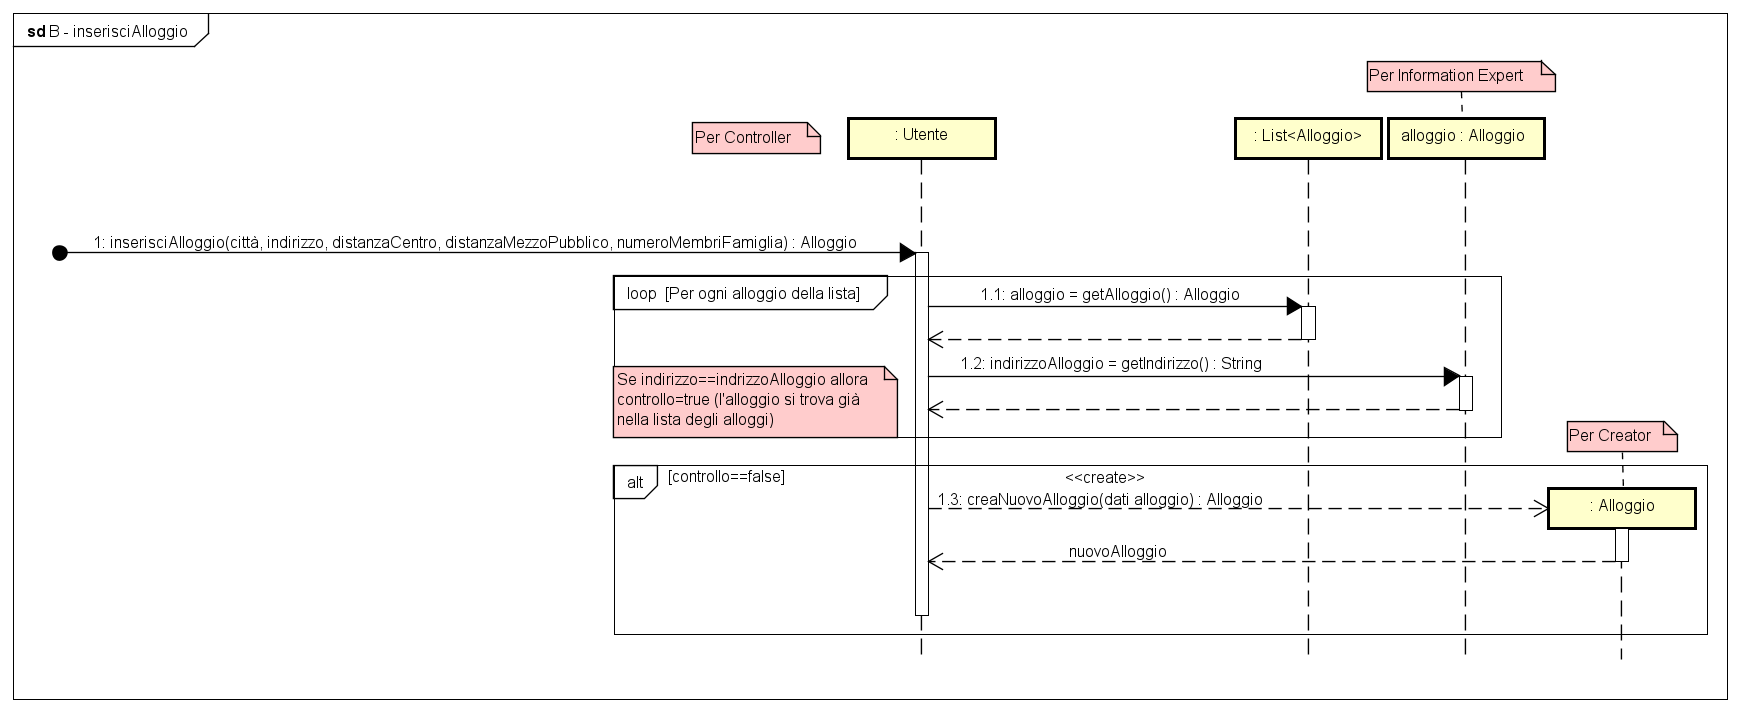 sd B - inserisciAlloggio
Per Information Expert
Per Controller
: Utente
: List<Alloggio>
alloggio : Alloggio
1: inserisciAlloggio(città, indirizzo, distanzaCentro, distanzaMezzoPubblico, numeroMembriFamiglia) : Alloggio
loop [Per ogni alloggio della lista]
1.1: alloggio = getAlloggio() : Alloggio
1.2: indirizzoAlloggio = getIndirizzo() : String
Se indirizzo==indrizzoAlloggio allora
controllo=true (l'alloggio si trova già
nella lista degli alloggi)
Per Creator
alt [controllo==false]
<<create>>
1.3: creaNuovoAlloggio(dati alloggio) : Alloggio
: Alloggio
nuovoAlloggio